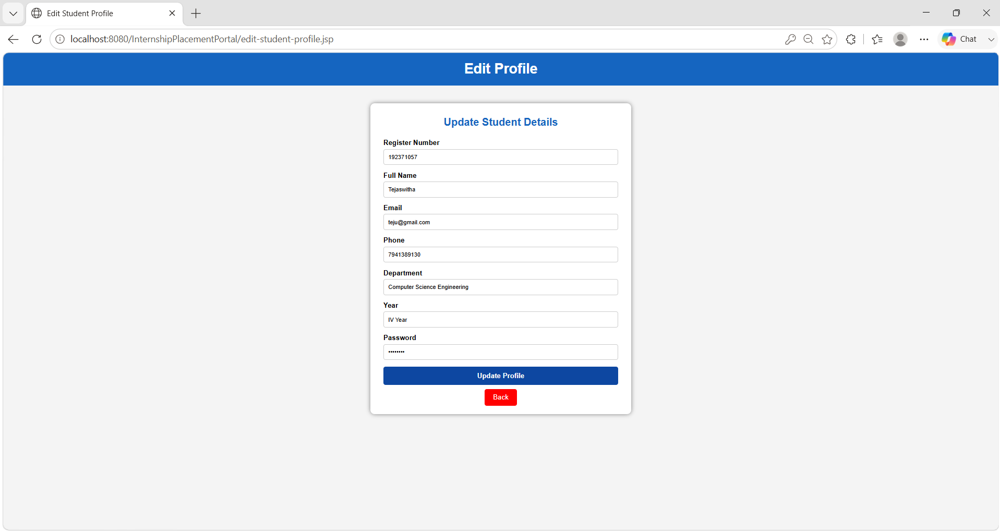 Edit Student Profile
localhost:8080/InternshipPlacementPortal/edit-student-profile.jsp
Chat
Edit Profile
Update Student Details
Register Number
192371057
Full Name
Tejaswitha
Email
teju@gmail.com
Phone
7941389130
Department
Computer Science Engineering
Year
IV Year
Password
••••••••
Update Profile
Back